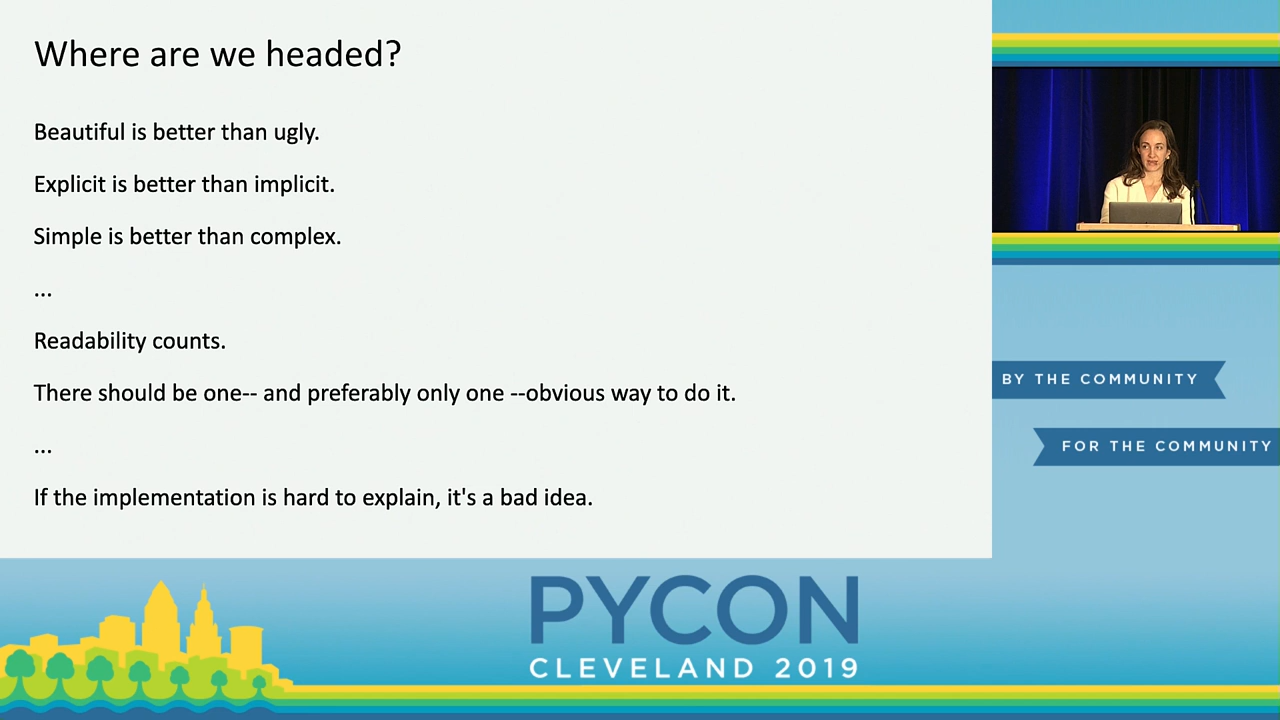 Where are we headed?
Beautiful is better than ugly.
Explicit is better than implicit.
Simple is better than complex.
...
Readability counts.
There should be one-- and preferably only one --obvious way to do it.
...
If the implementation is hard to explain, it's a bad idea.
BY THE COMMUNITY
FOR THE COMMUNITY
PYCON
CLEVELAND 2019